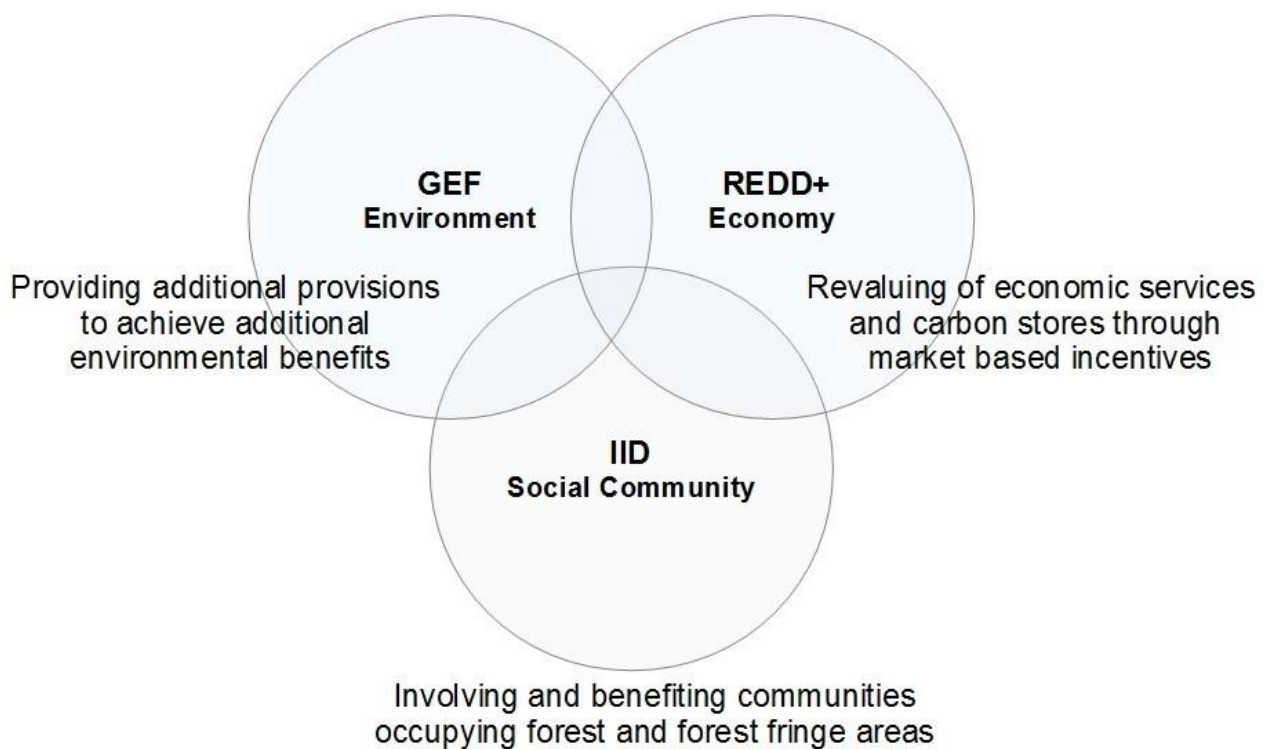 GEF
Environment
REDD+
Economy
Providing additional provisions
to achieve additional
environmental benefits
Revaluing of economic services
and carbon stores through
market based incentives
IID
Social Community
Involving and benefiting communities
occupying forest and forest fringe areas